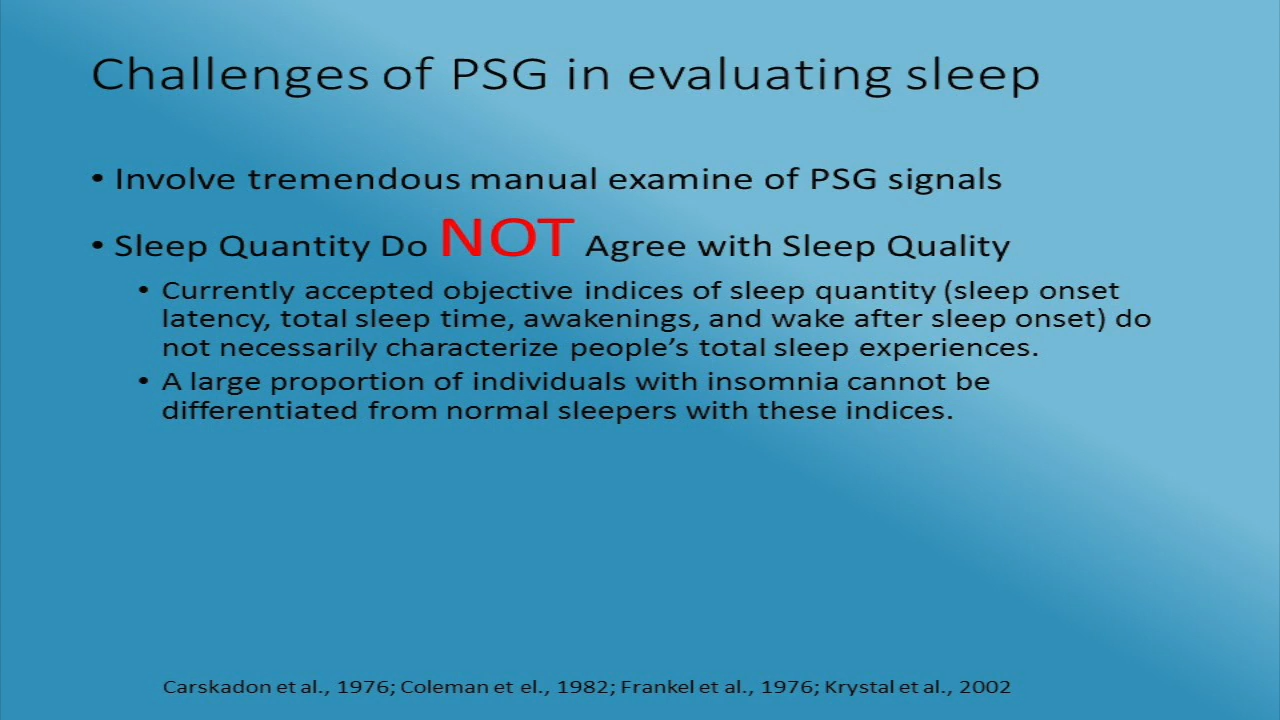 Challenges of PSG in evaluating sleep
• Involve tremendous manual examine of PSG signals
• Sleep Quantity Do NOT Agree with Sleep Quality
• Currently accepted objective indices of sleep quantity (sleep onset
latency, total sleep time, awakenings, and wake after sleep onset) do
not necessarily characterize people’s total sleep experiences.
• A large proportion of individuals with insomnia cannot be
differentiated from normal sleepers with these indices.
Carskadon et al., 1976; Coleman et el., 1982; Frankel et al., 1976; Krystal et al., 2002